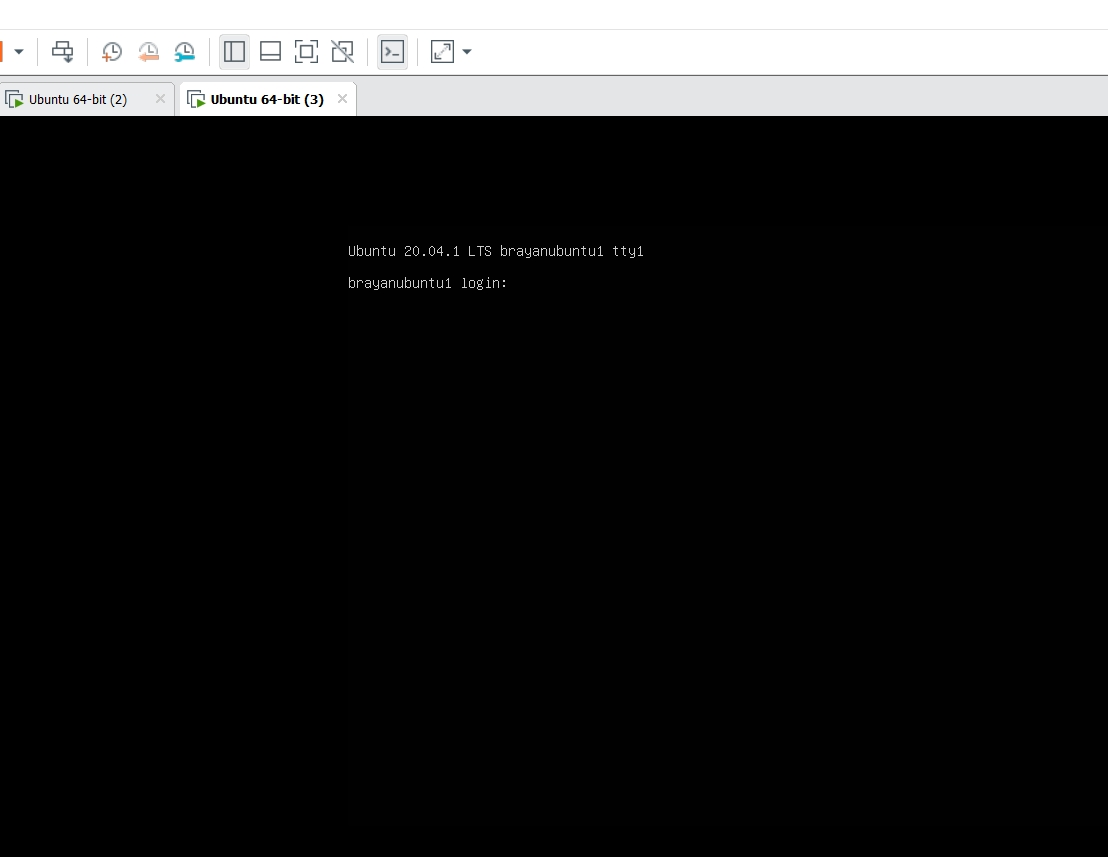 Ubuntu 64-bit (2)
Ubuntu 64-bit (3)
Ubuntu 20.04.1 LTS brayanubuntu1 tty1
brayanubuntu1 login: